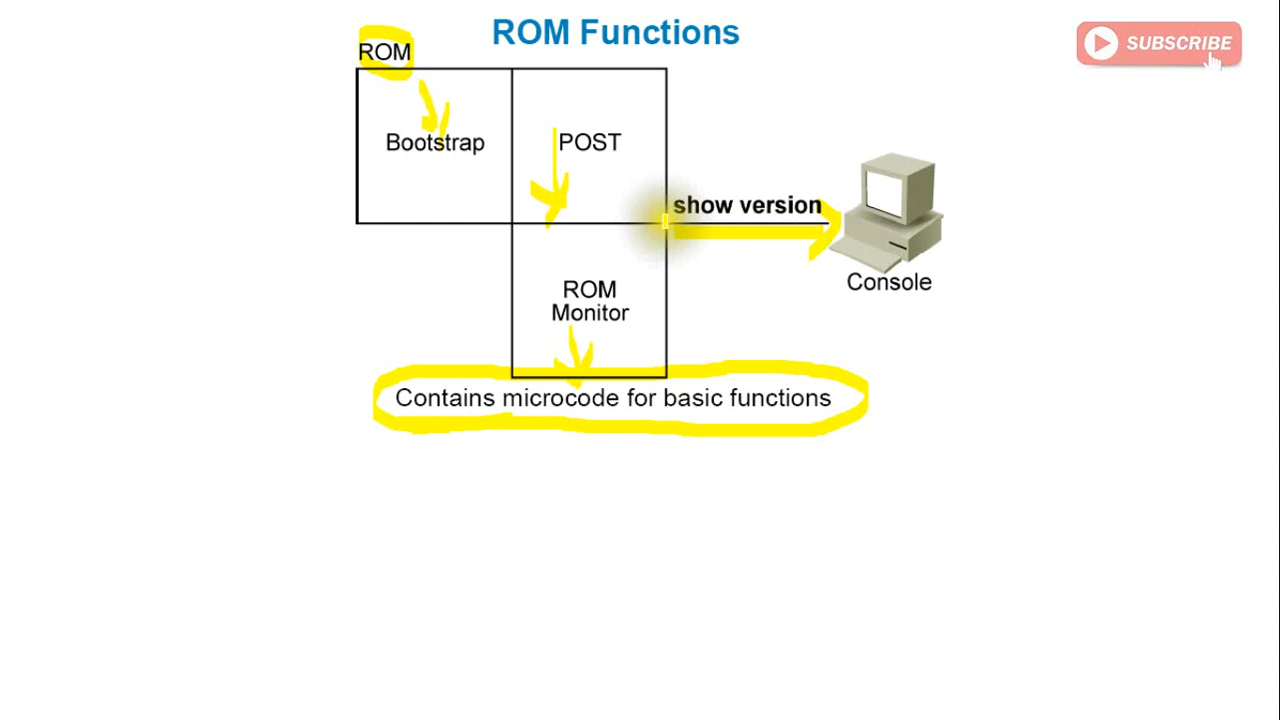 ROM Functions
SUBSCRIBE
ROM
Bootstrap
POST
show version
Console
ROM
Monitor
Contains microcode for basic functions